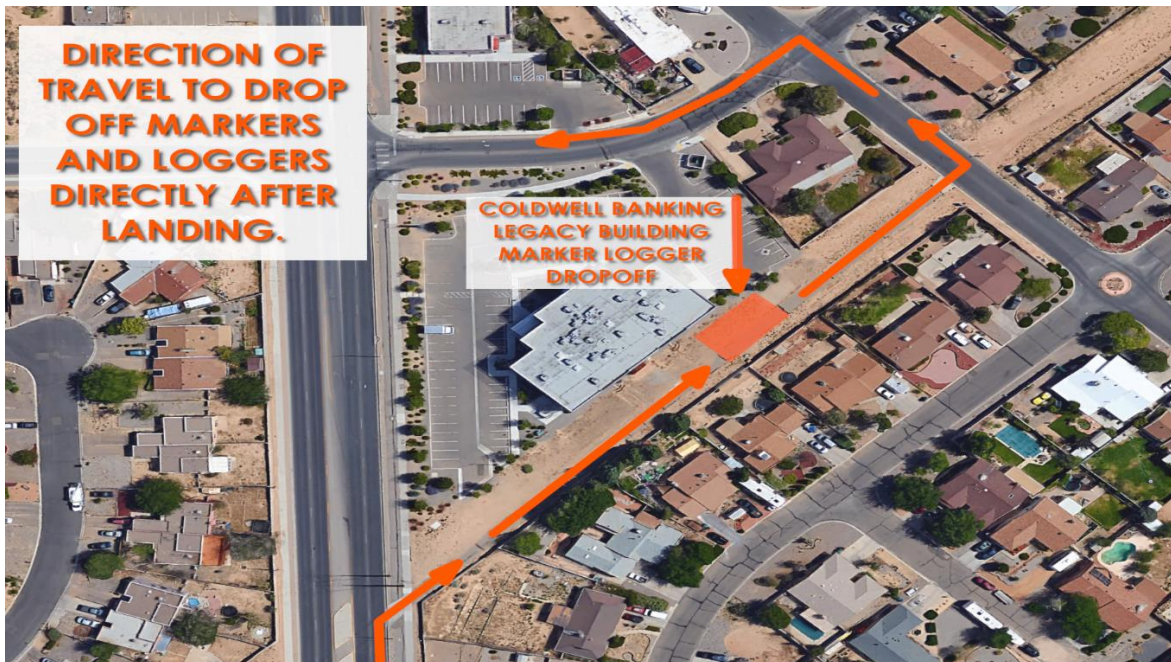 DIRECTION OF
TRAVEL TO DROP
OFF MARKERS
AND LOGGERS
DIRECTLY AFTER
LANDING.
COLDWELL BANKING
LEGACY BUILDING
MARKER LOGGER
DROPOFF